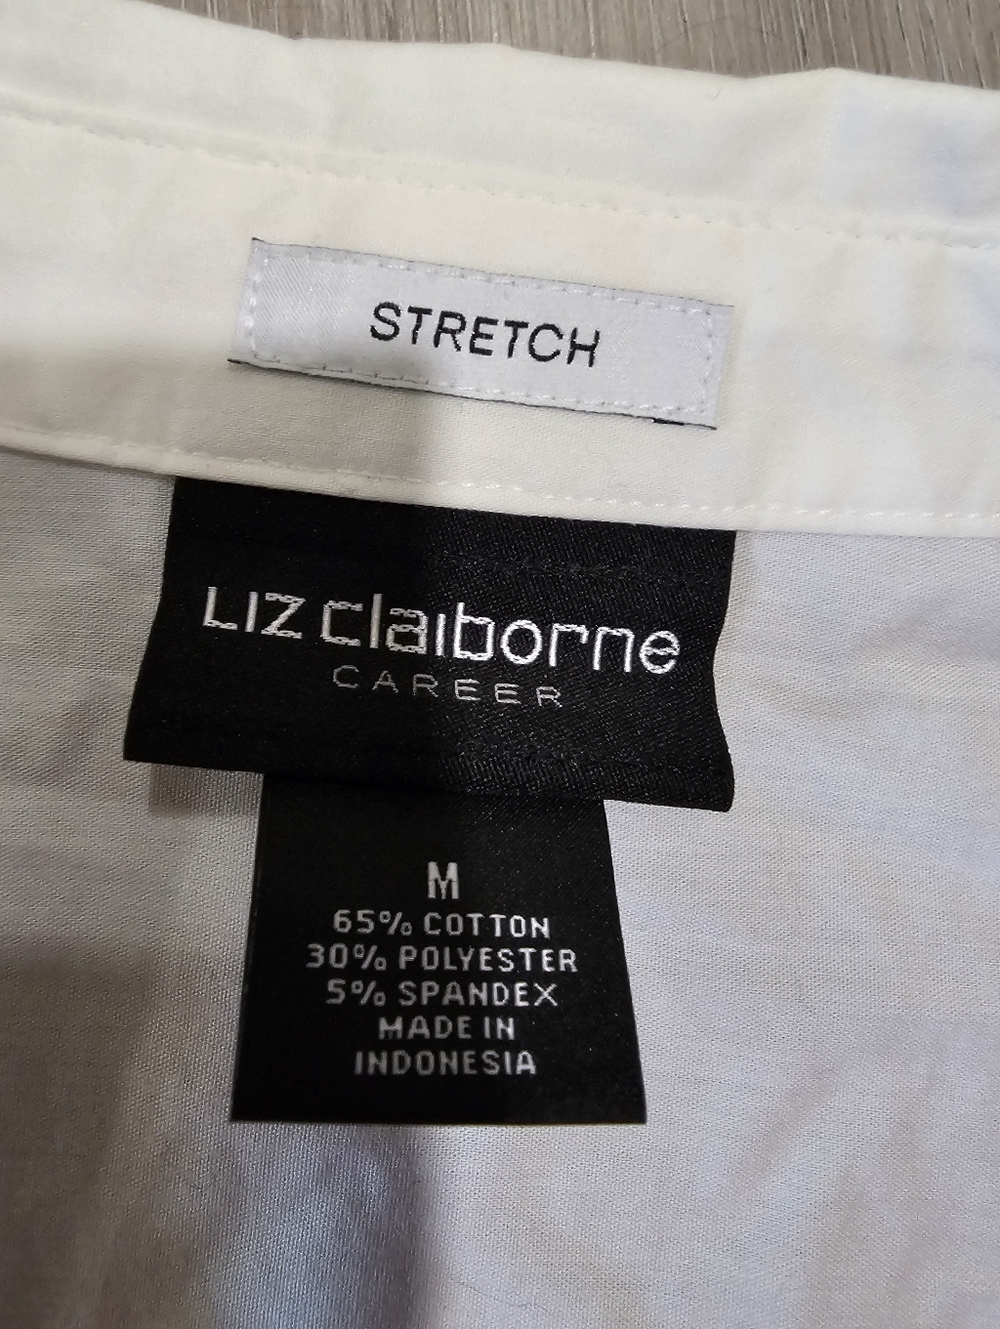 STRETCH
LIZ claiborne
CAREER
M
65% COTTON
30% POLYESTER
5% SPANDEX
MADE IN
INDONESIA